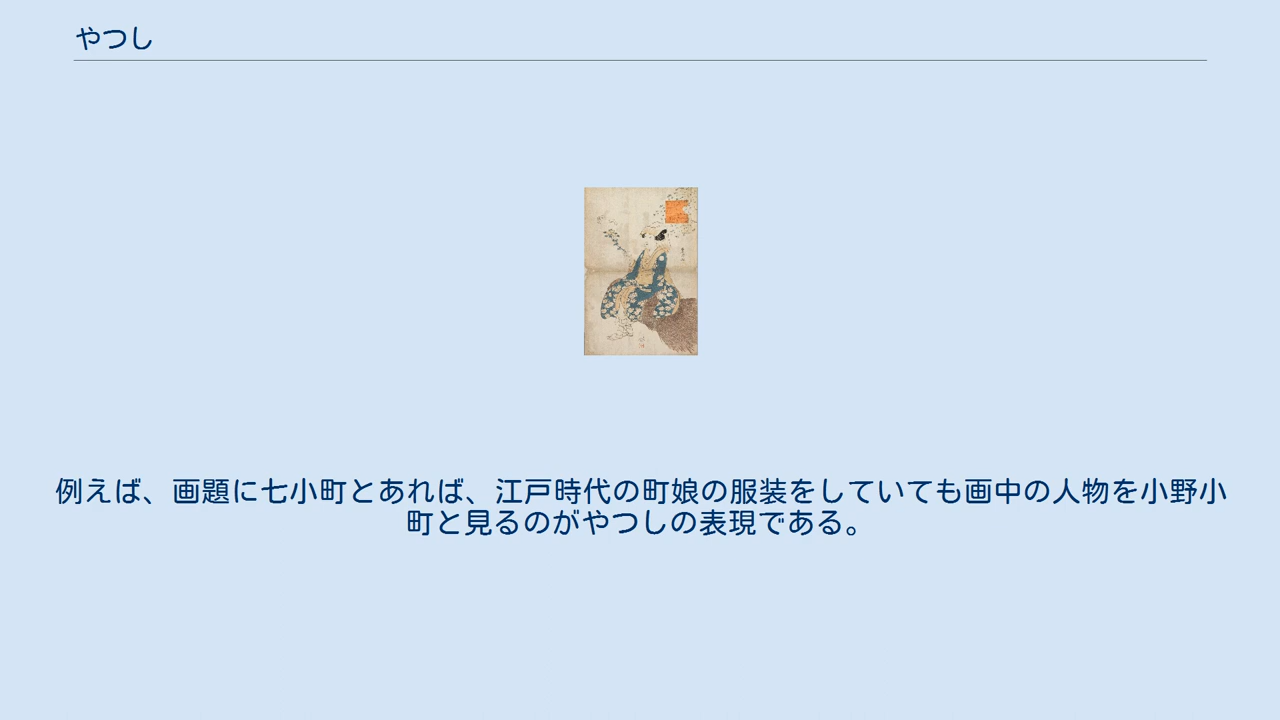 やつし
例えば、画題に七小町とあれば、江戸時代の町娘の服装をしていても画中の人物を小野小
町と見るのがやつしの表現である。